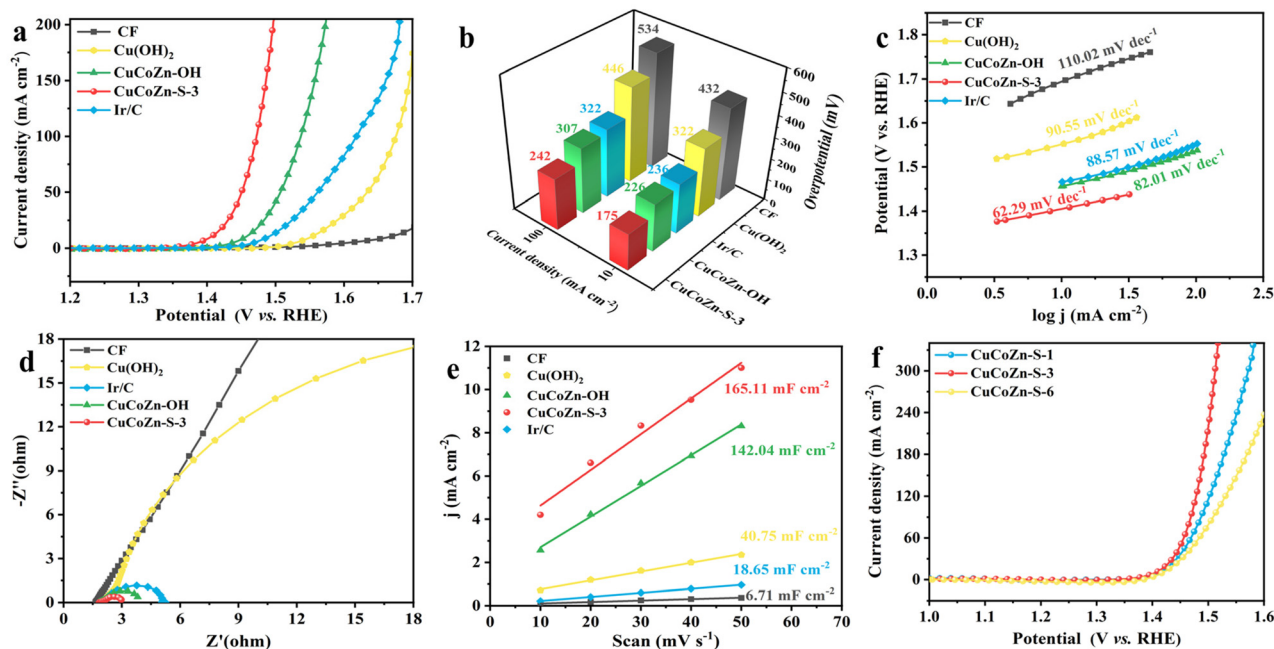 a
CF
Cu(OH)₂
CuCoZn-OH
CuCoZn-S-3
Ir/C
200
150
100
50
0
Current density (mA cm⁻²)
1.2 1.3 1.4 1.5 1.6 1.7
Potential (V vs. RHE)
b
534
446
322
307
242
432
322
236
226
175
600
500
400
300
200
100
0
Overpotential (mV)
CF
Cu(OH)₂
Ir/C
CuCoZn-OH
CuCoZn-S-3
100
10
Current density (mA cm⁻²)
c
CF
Cu(OH)₂
CuCoZn-OH
CuCoZn-S-3
Ir/C
110.02 mV dec⁻¹
90.55 mV dec⁻¹
88.57 mV dec⁻¹
82.01 mV dec⁻¹
62.29 mV dec⁻¹
1.8
1.7
1.6
1.5
1.4
1.3
Potential (V vs. RHE)
0.0 0.5 1.0 1.5 2.0 2.5
log j (mA cm⁻²)
d
CF
Cu(OH)₂
Ir/C
CuCoZn-OH
CuCoZn-S-3
18
15
12
9
6
3
0
-Z''(ohm)
3 6 9 12 15 18
Z'(ohm)
e
CF
Cu(OH)₂
CuCoZn-OH
CuCoZn-S-3
Ir/C
165.11 mF cm⁻²
142.04 mF cm⁻²
40.75 mF cm⁻²
18.65 mF cm⁻²
6.71 mF cm⁻²
12
10
8
6
4
2
0
j (mA cm⁻²)
0 10 20 30 40 50 60 70
Scan (mV s⁻¹)
f
CuCoZn-S-1
CuCoZn-S-3
CuCoZn-S-6
300
240
180
120
60
0
Current density (mA cm⁻²)
1.0 1.1 1.2 1.3 1.4 1.5 1.6
Potential (V vs. RHE)